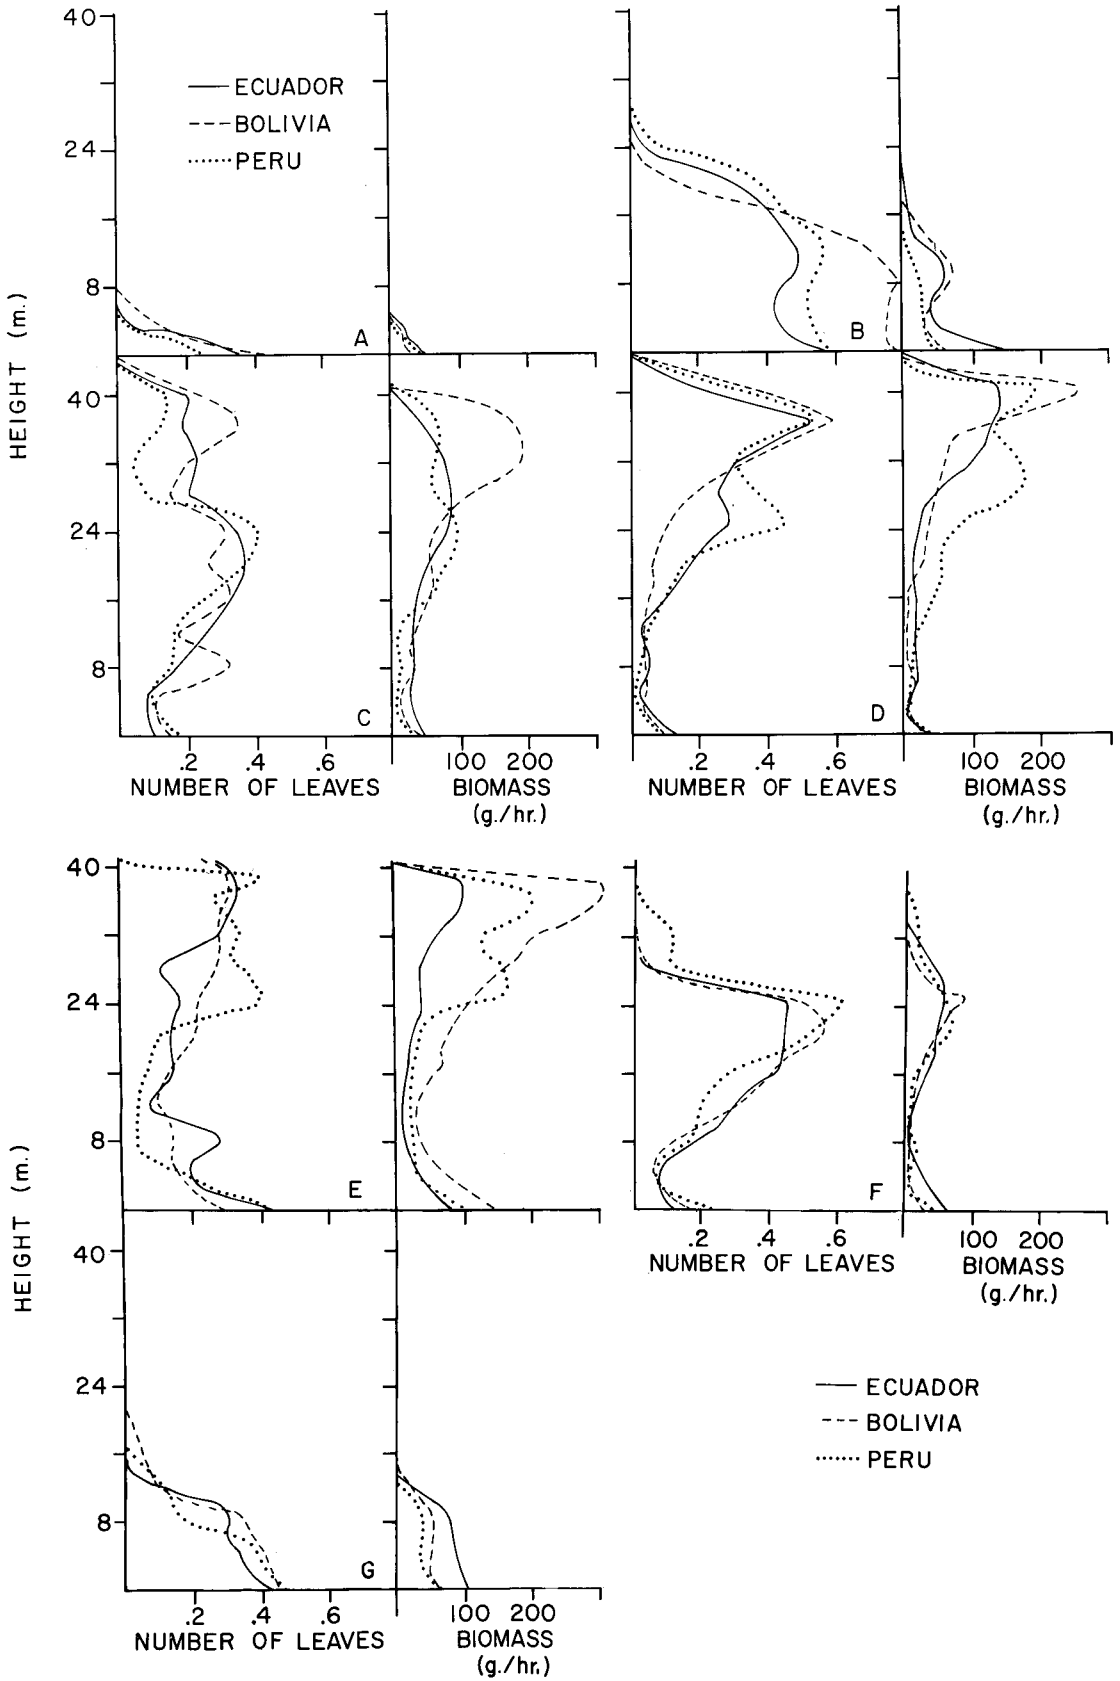 40
24
8
HEIGHT (m.)
ECUADOR
BOLIVIA
PERU
A
B
40
24
8
C
D
.2 .4 .6
NUMBER OF LEAVES
100 200
BIOMASS
(g./hr.)
.2 .4 .6
NUMBER OF LEAVES
100 200
BIOMASS
(g./hr.)
40
24
8
HEIGHT (m.)
E
F
.2 .4 .6
NUMBER OF LEAVES
100 200
BIOMASS
(g./hr.)
40
24
8
G
ECUADOR
BOLIVIA
PERU
.2 .4 .6
NUMBER OF LEAVES
100 200
BIOMASS
(g./hr.)